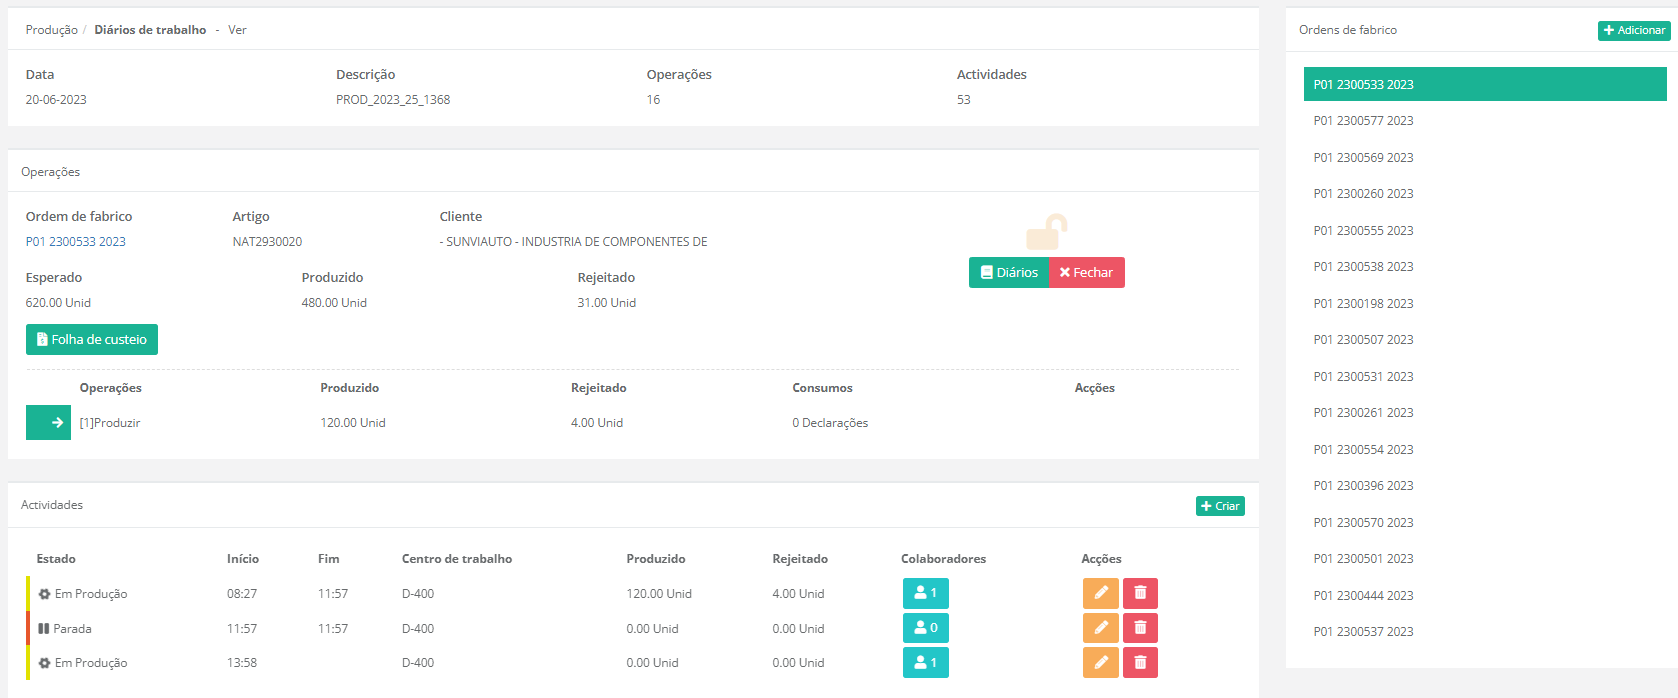 Produção / Diários de trabalho - Ver
Data Descrição Operações Actividades
20-06-2023 PROD_2023_25_1368 16 53
Operações
Ordem de fabrico Artigo Cliente
P01 2300533 2023 NAT2930020 - SUNVIAUTO - INDUSTRIA DE COMPONENTES DE
Diários Fechar
Esperado Produzido Rejeitado
620.00 Unid 480.00 Unid 31.00 Unid
Folha de custeio
Operações Produzido Rejeitado Consumos Acções
[1]Produzir 120.00 Unid 4.00 Unid 0 Declarações
Actividades Criar
Estado Início Fim Centro de trabalho Produzido Rejeitado Colaboradores Acções
Em Produção 08:27 11:57 D-400 120.00 Unid 4.00 Unid 1
Parada 11:57 11:57 D-400 0.00 Unid 0.00 Unid 0
Em Produção 13:58 D-400 0.00 Unid 0.00 Unid 1
Ordens de fabrico Adicionar
P01 2300533 2023
P01 2300577 2023
P01 2300569 2023
P01 2300260 2023
P01 2300555 2023
P01 2300538 2023
P01 2300198 2023
P01 2300507 2023
P01 2300531 2023
P01 2300261 2023
P01 2300554 2023
P01 2300396 2023
P01 2300570 2023
P01 2300501 2023
P01 2300444 2023
P01 2300537 2023